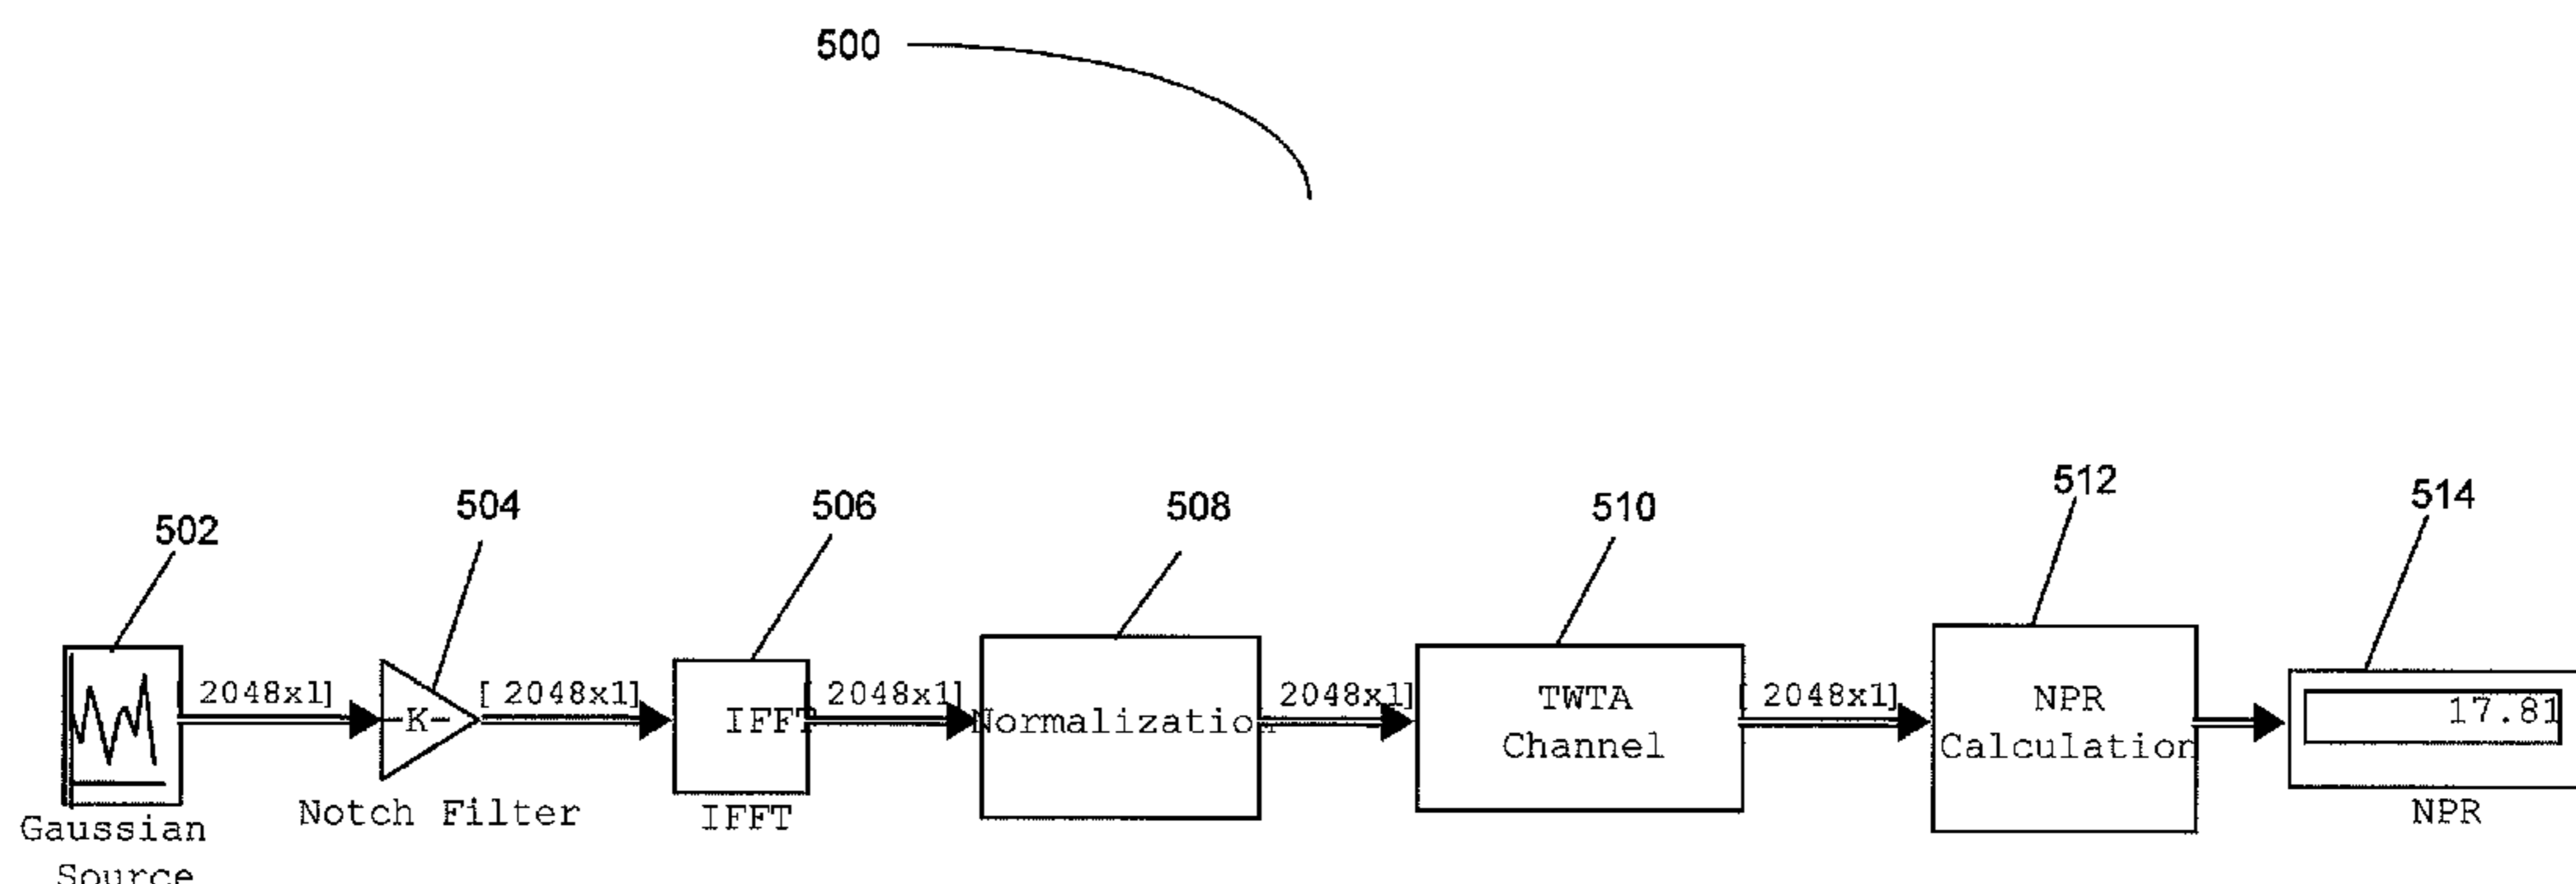 500
502
504
506
508
510
512
514
2048x1]
[ 2048x1]
[ 2048x1]
2048x1]
[ 2048x1]
-K-
IFFT
Normalization
TWTA
Channel
NPR
Calculation
17.81
Gaussian
Source
Notch Filter
IFFT
NPR